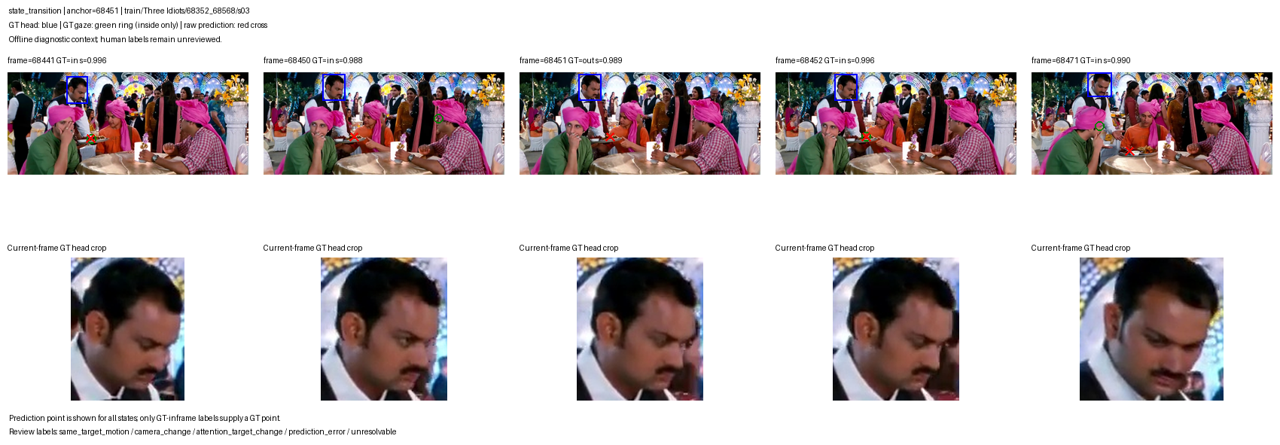 state_transition | anchor=68451 | train/Three Idiots/68352_68568/s03
GT head: blue | GT gaze: green ring (inside only) | raw prediction: red cross
Offline diagnostic context; human labels remain unreviewed.
frame=68441 GT=in s=0.996
frame=68450 GT=in s=0.988
frame=68451 GT=out s=0.989
frame=68452 GT=in s=0.996
frame=68471 GT=in s=0.990
Current-frame GT head crop
Current-frame GT head crop
Current-frame GT head crop
Current-frame GT head crop
Current-frame GT head crop
Prediction point is shown for all states; only GT-inframe labels supply a GT point
Review labels: same_target_motion / camera_change / attention_target_change / prediction_error / unresolvable